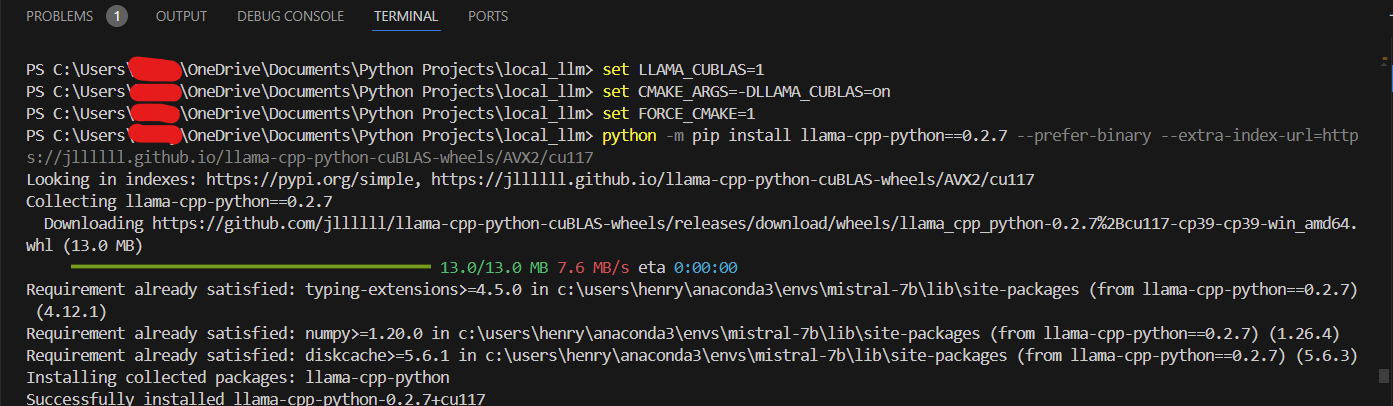 PROBLEMS 1 OUTPUT DEBUG CONSOLE TERMINAL PORTS
PS C:\Users\ \OneDrive\Documents\Python Projects\local_llm> set LLAMA_CUBLAS=1
PS C:\Users\ \OneDrive\Documents\Python Projects\local_llm> set CMAKE_ARGS=-DLLAMA_CUBLAS=on
PS C:\Users\ \OneDrive\Documents\Python Projects\local_llm> set FORCE_CMAKE=1
PS C:\Users\ \OneDrive\Documents\Python Projects\local_llm> python -m pip install llama-cpp-python==0.2.7 --prefer-binary --extra-index-url=http
s://jllllll.github.io/llama-cpp-python-cuBLAS-wheels/AVX2/cu117
Looking in indexes: https://pypi.org/simple, https://jllllll.github.io/llama-cpp-python-cuBLAS-wheels/AVX2/cu117
Collecting llama-cpp-python==0.2.7
Downloading https://github.com/jllllll/llama-cpp-python-cuBLAS-wheels/releases/download/wheels/llama_cpp_python-0.2.7%2Bcu117-cp39-cp39-win_amd64.
whl (13.0 MB)
13.0/13.0 MB 7.6 MB/s eta 0:00:00
Requirement already satisfied: typing-extensions>=4.5.0 in c:\users\henry\anaconda3\envs\mistral-7b\lib\site-packages (from llama-cpp-python==0.2.7)
(4.12.1)
Requirement already satisfied: numpy>=1.20.0 in c:\users\henry\anaconda3\envs\mistral-7b\lib\site-packages (from llama-cpp-python==0.2.7) (1.26.4)
Requirement already satisfied: diskcache>=5.6.1 in c:\users\henry\anaconda3\envs\mistral-7b\lib\site-packages (from llama-cpp-python==0.2.7) (5.6.3)
Installing collected packages: llama-cpp-python
Successfully installed llama-cpp-python-0.2.7+cu117